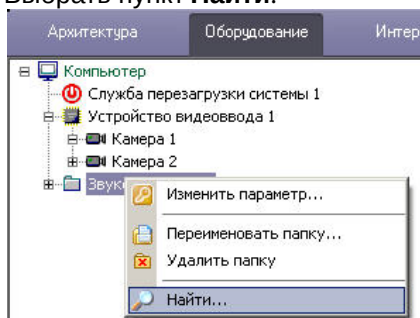 Выбрать пункт Найти.
Архитектура Оборудование
Компьютер
Служба перезагрузки системы 1
Устройство видеоввода 1
Камера 1
Камера 2
Изменить параметр...
Переименовать папку...
Удалить папку
Найти...